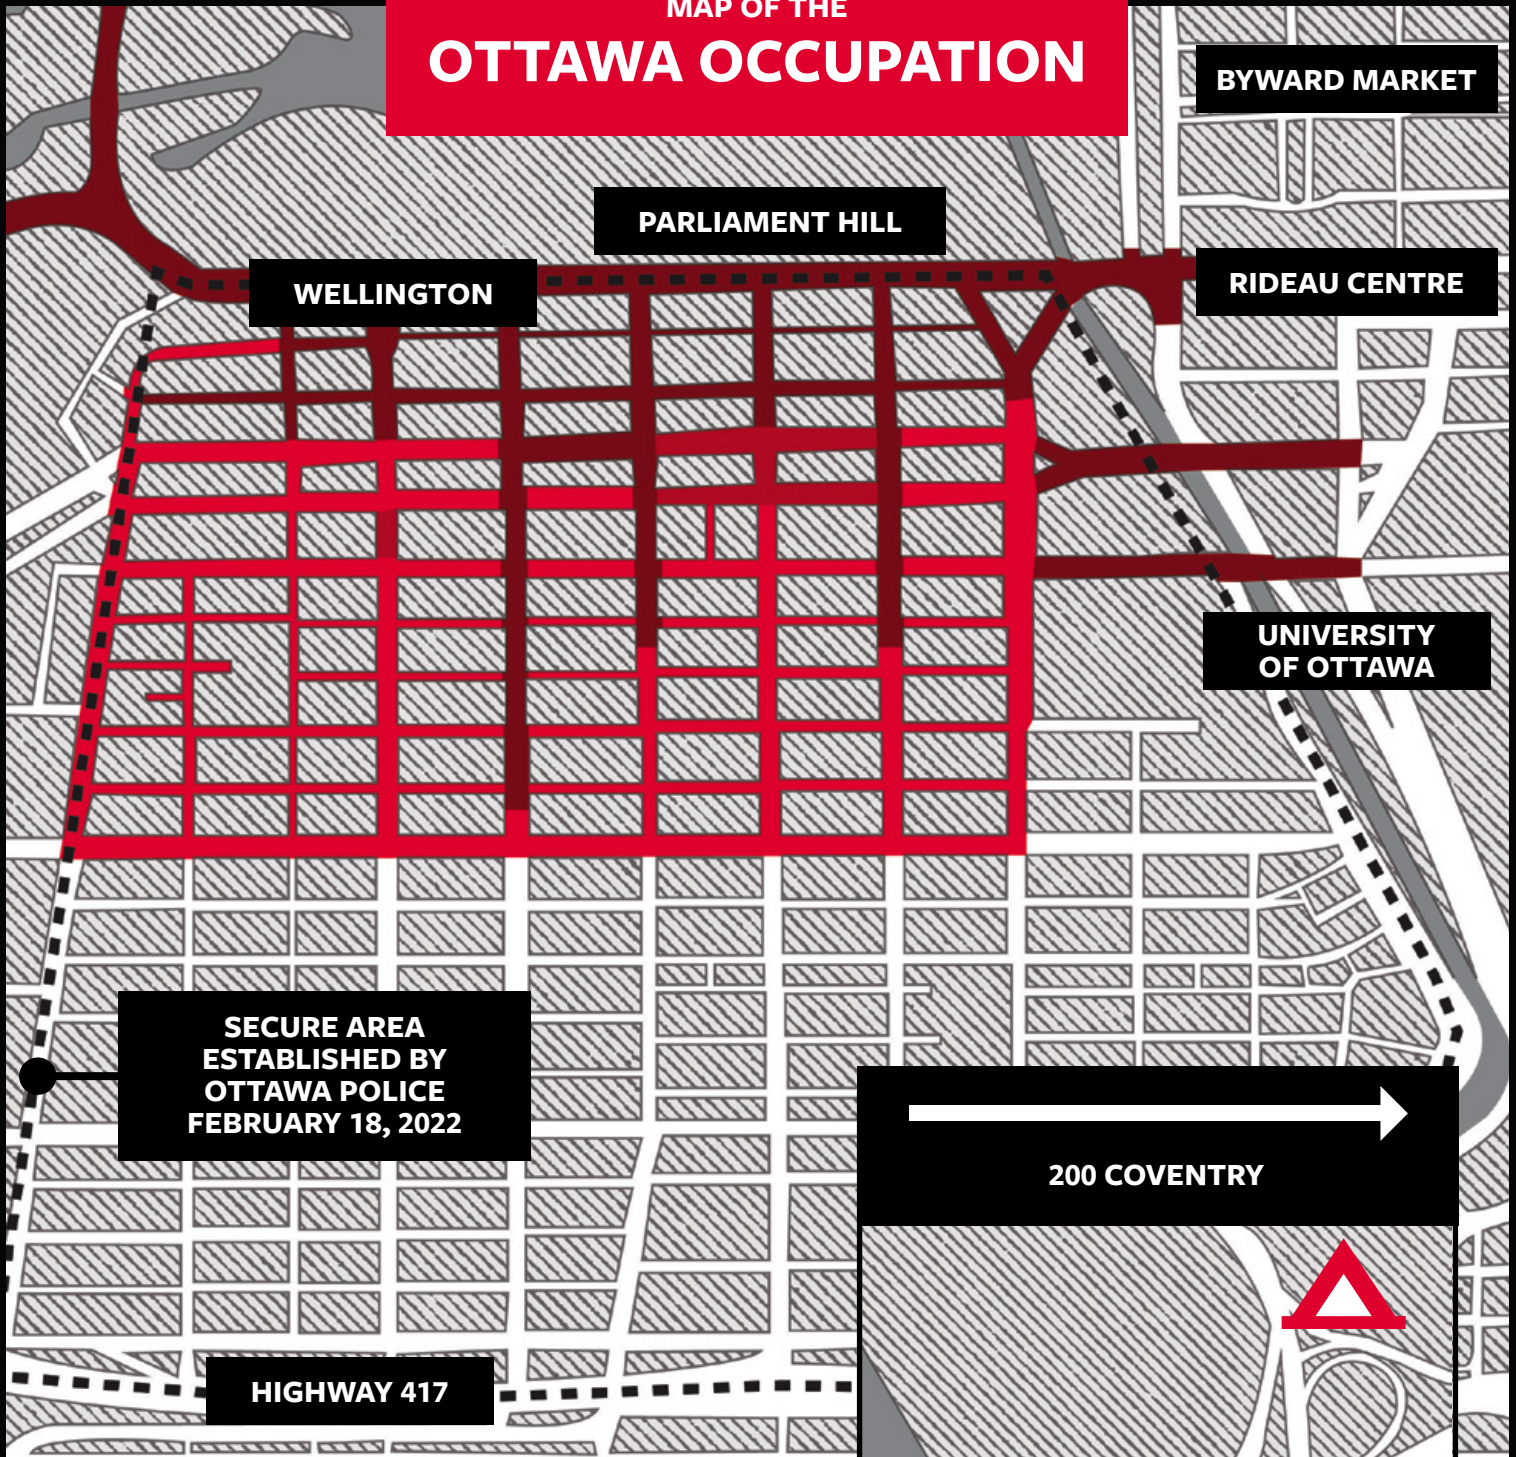 MAP OF THE
OTTAWA OCCUPATION
BYWARD MARKET
PARLIAMENT HILL
WELLINGTON
RIDEAU CENTRE
UNIVERSITY
OF OTTAWA
SECURE AREA
ESTABLISHED BY
OTTAWA POLICE
FEBRUARY 18, 2022
200 COVENTRY
HIGHWAY 417